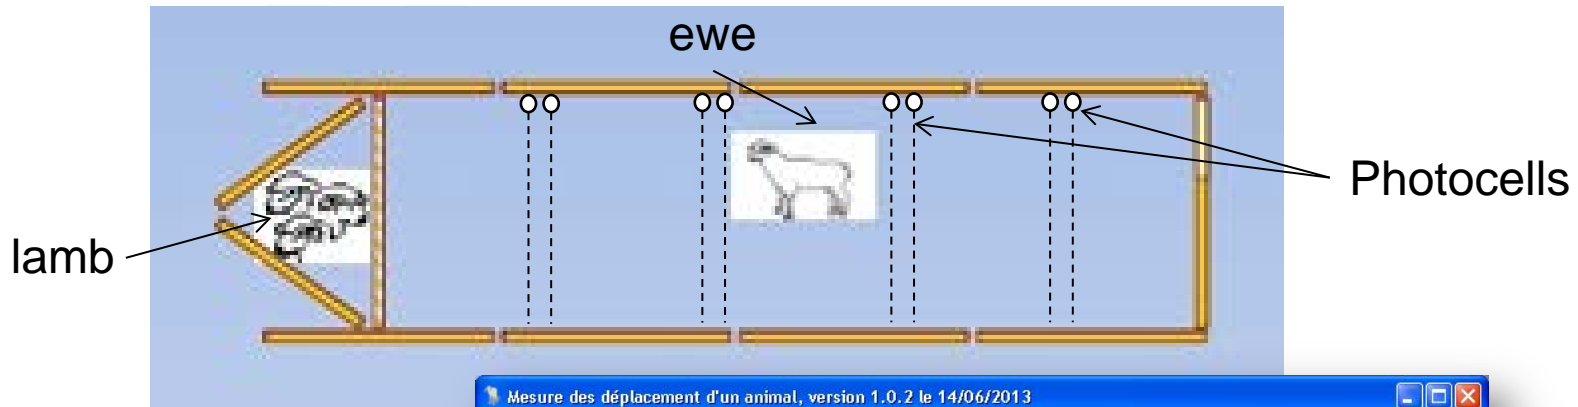 ewe
Photocells
lamb
Mesure des déplacement d'un animal, version 1.0.2 le 14/06/2013